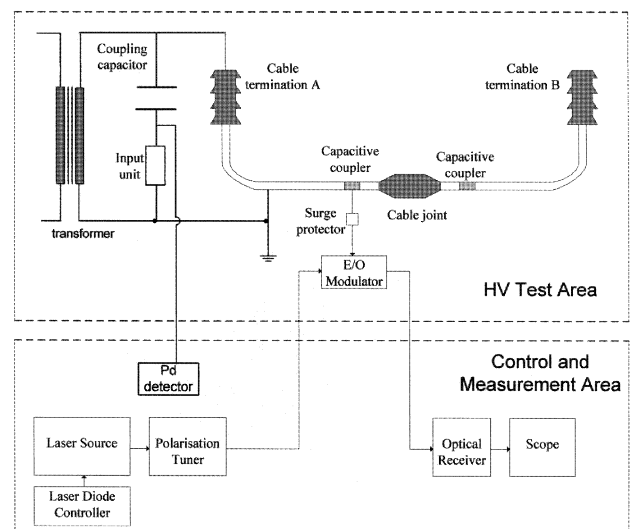 Coupling
capacitor
Cable
termination A
Cable
termination B
Input
unit
Capacitive
coupler
Capacitive
coupler
Surge
protector
Cable joint
transformer
E/O
Modulator
HV Test Area
Pd
detector
Control and
Measurement Area
Laser Source
Polarisation
Tuner
Optical
Receiver
Scope
Laser Diode
Controller